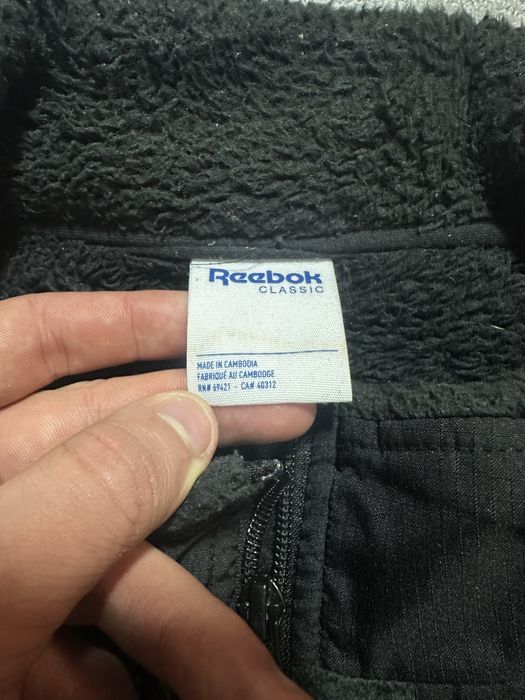 Reebok
CLASSIC
MADE IN CAMBODIA
FABRIQUÉ AU CAMBODGE
RN# 69421 - CA# 40312